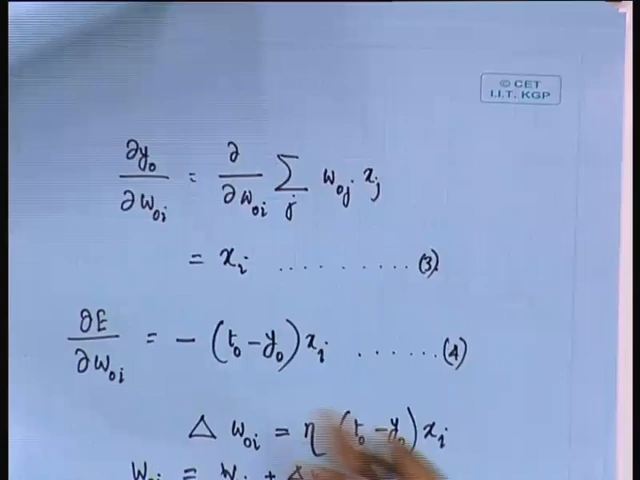 © CET
I.I.T. KGP
∂y₀/∂w₀ᵢ = ∂/∂w₀ᵢ Σⱼ w₀ⱼ xⱼ
= xᵢ ..........(3)
∂E/∂w₀ᵢ = - (t₀ - y₀) xᵢ .......(4)
Δ w₀ᵢ = η (t₀ - y₀) xᵢ
w₀ᵢ = w ᵢ + Δ